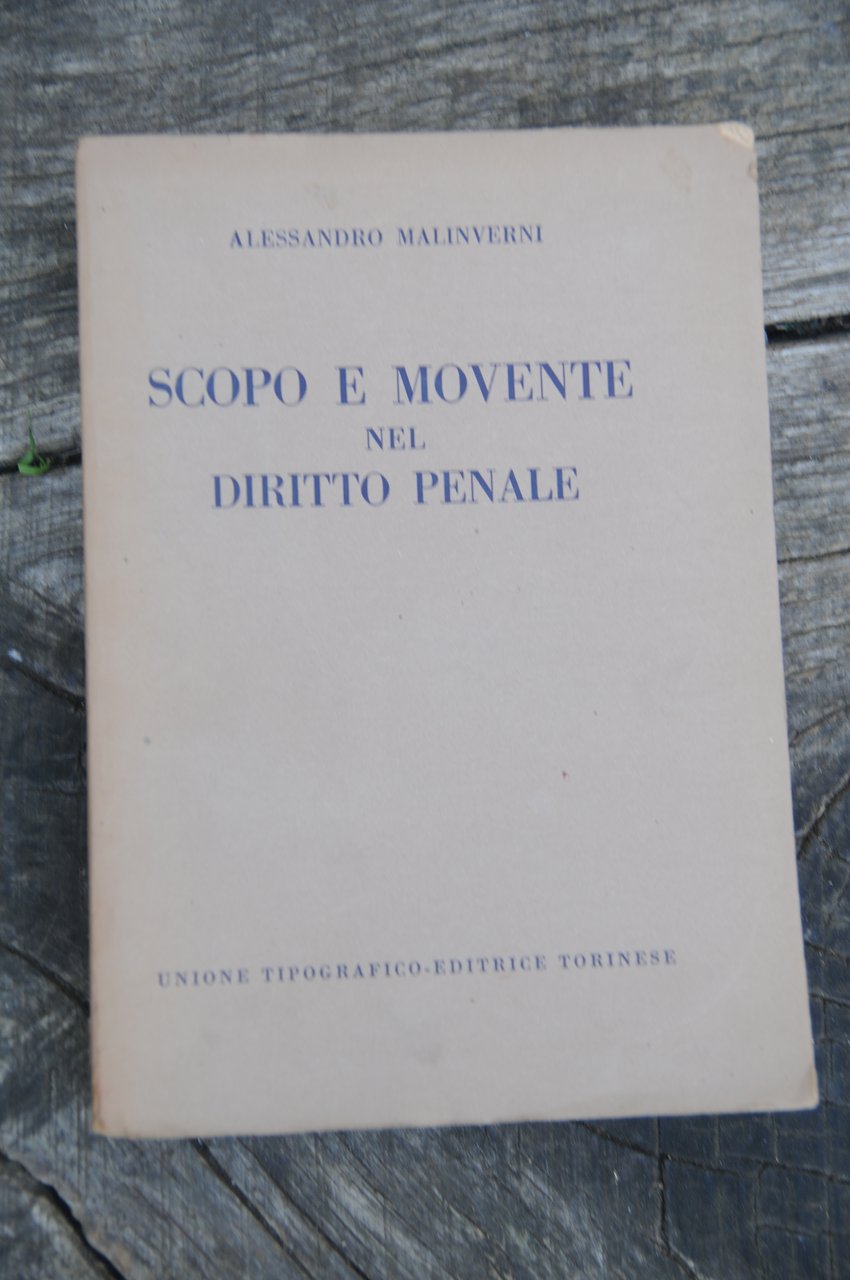 ALESSANDRO MALINVERNI
SCOPO E MOVENTE
NEL
DIRITTO PENALE
UNIONE TIPOGRAFICO-EDITRICE TORINESE